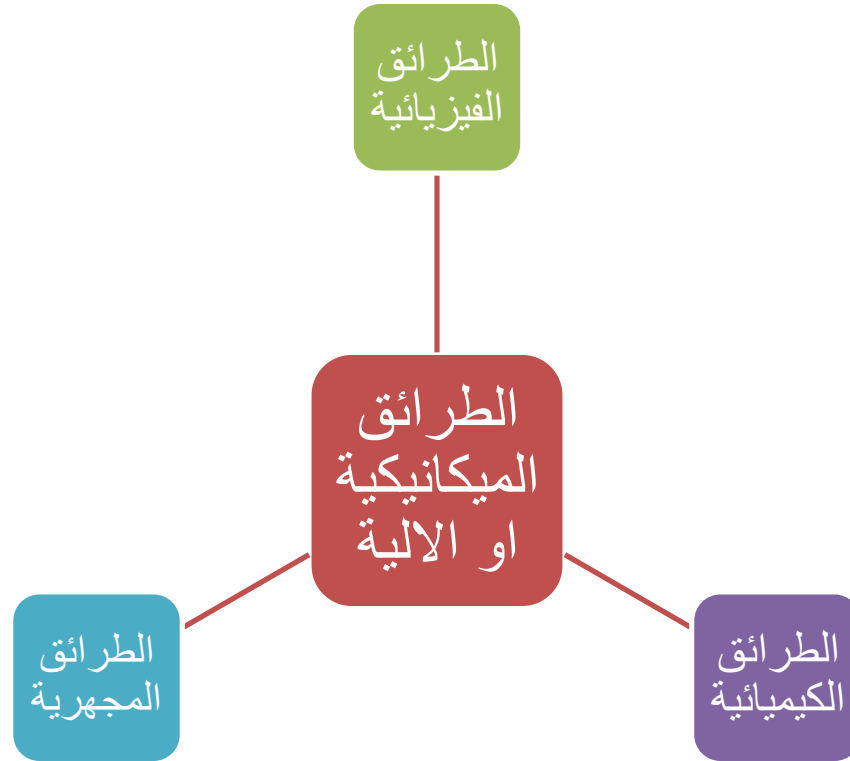 الطرائق
الفيزيائية
الطرائق
الميكانيكية
او الالية
الطرائق
الكيميائية
الطرائق
المجهرية